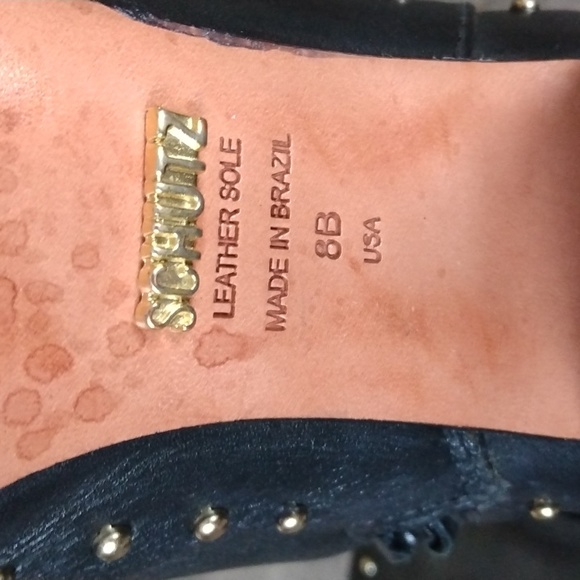 SCHUTZ
LEATHER SOLE
MADE IN BRAZIL
8B
USA